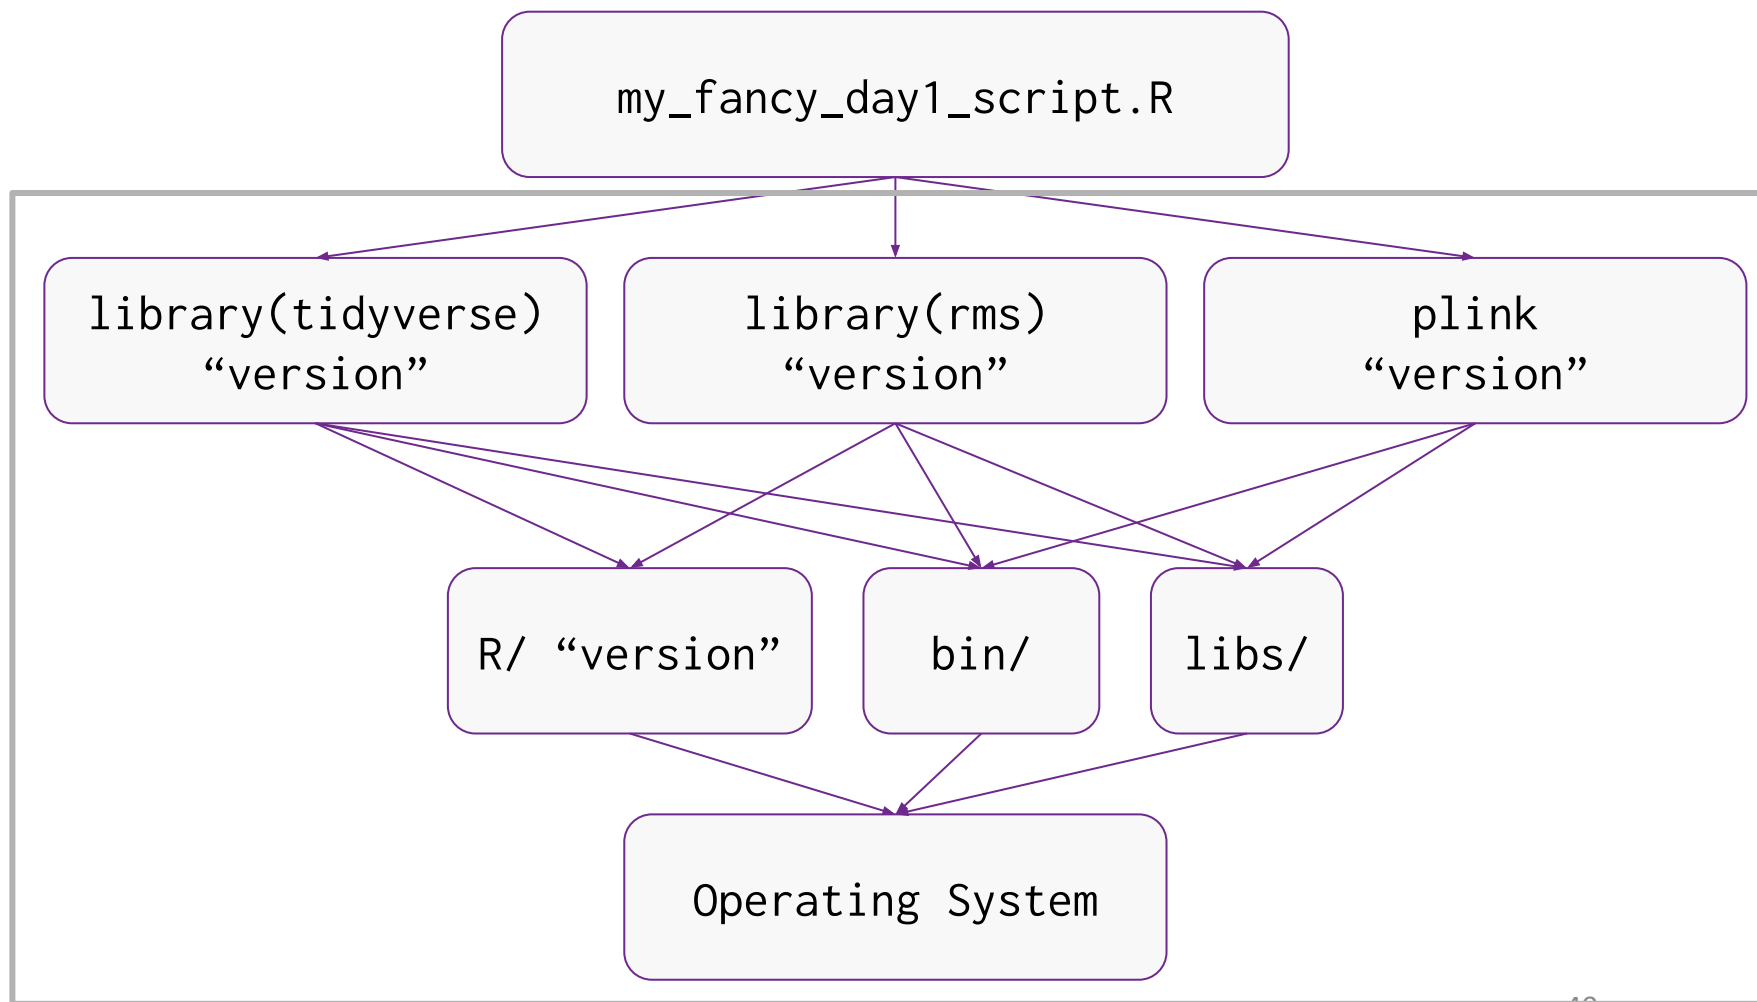 my_fancy_day1_script.R
library(tidyverse)
“version”
library(rms)
“version”
plink
“version”
R/ “version”
bin/
libs/
Operating System